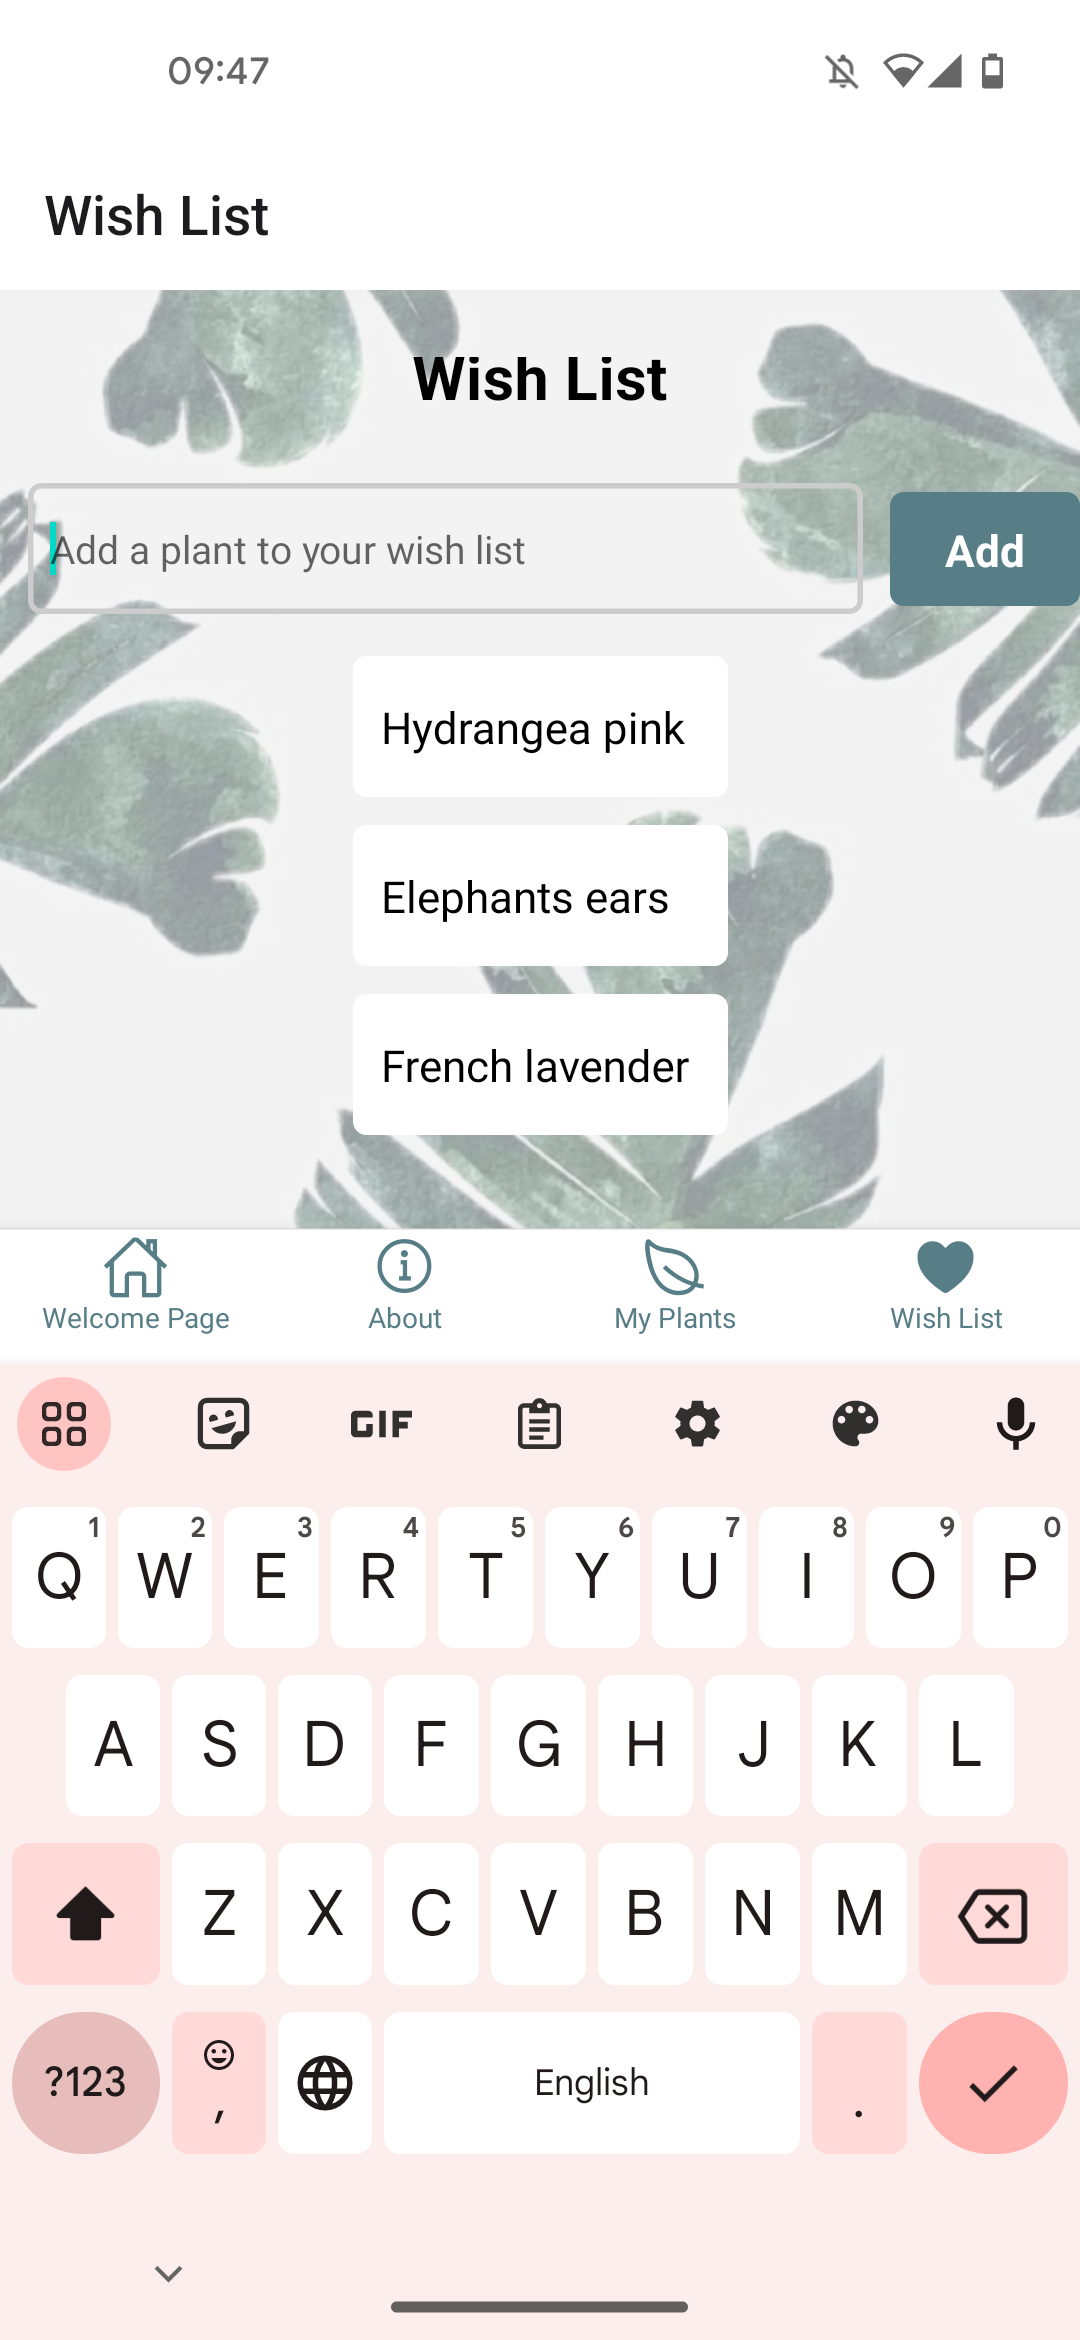 09:47
Wish List
Wish List
Add a plant to your wish list
Add
Hydrangea pink
Elephants ears
French lavender
Welcome Page
About
My Plants
Wish List
GIF
1 2 3 4 5 6 7 8 9 0
Q W E R T Y U I O P
A S D F G H J K L
Z X C V B N M
?123 , English .